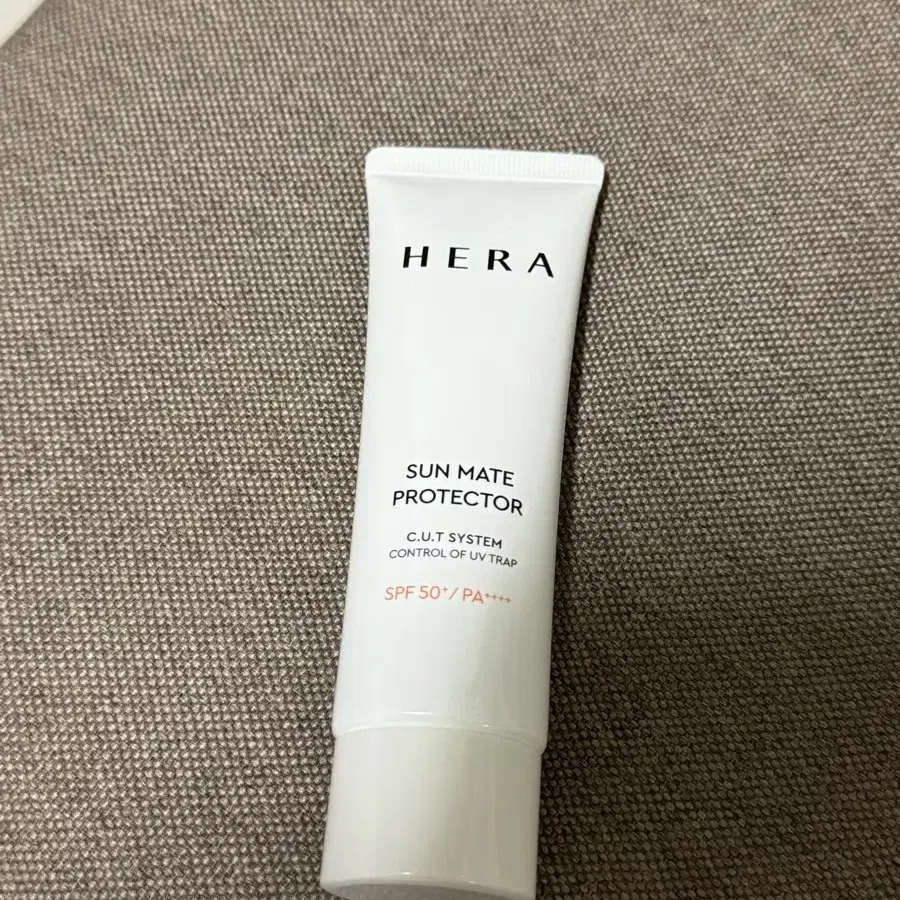 HERA
SUN MATE
PROTECTOR
C.U.T SYSTEM
CONTROL OF UV TRAP
SPF 50⁺/ PA⁺⁺⁺⁺